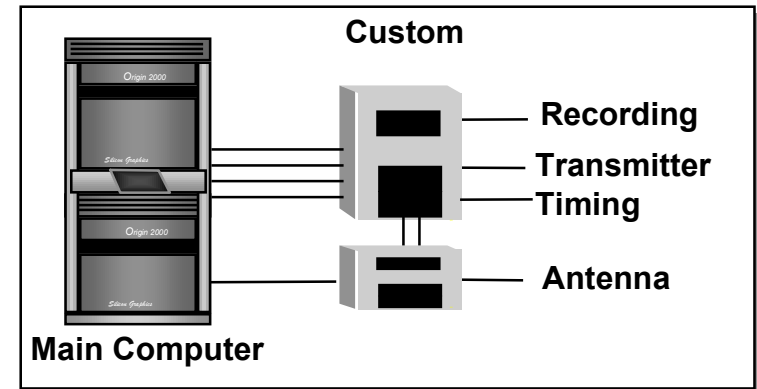 Custom
Origin 2000
Recording
Silicon Graphics
Transmitter
Timing
Origin 2000
Antenna
Silicon Graphics
Main Computer